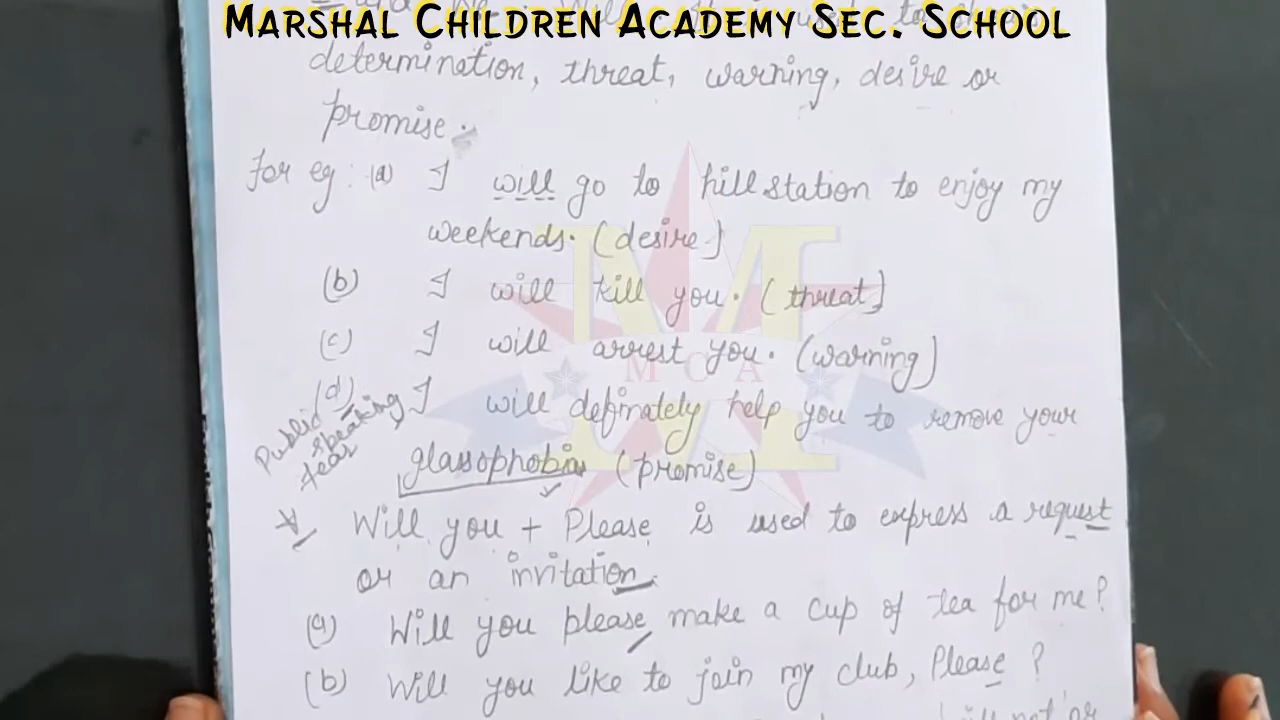 MARSHAL CHILDREN ACADEMY SEC. SCHOOL
determination, threat, warning, desire or
promise.
for eg: (a) I will go to hill station to enjoy my
weekends. (desire)
(b) I will kill you. (threat)
(c) I will arrest you. (warning)
(d) I will definately help you to remove your
Public speaking fear
glassophobia (promise)
Will you + Please is used to express a request
or an invitation.
(a) Will you please make a cup of tea for me?
(b) Will you like to join my club, Please?
M C A